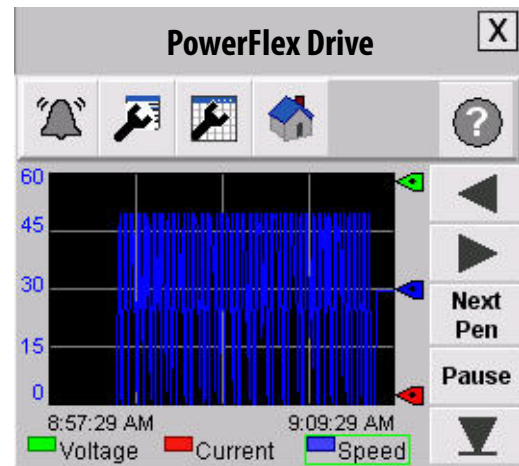 PowerFlex Drive
X
?
60
45
30
15
0
Next
Pen
Pause
8:57:29 AM 9:09:29 AM
Voltage Current Speed